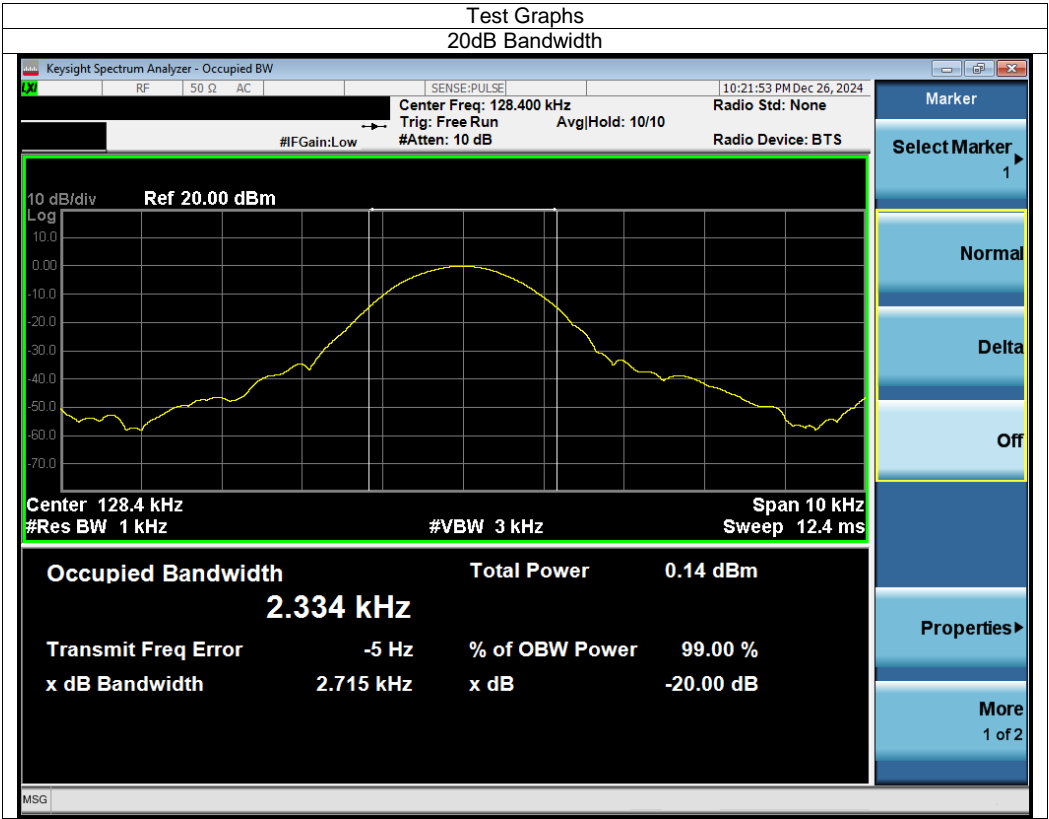 Test Graphs
20dB Bandwidth
Keysight Spectrum Analyzer - Occupied BW
LXI RF 50 Ω AC SENSE:PULSE 10:21:53 PM Dec 26, 2024
Center Freq: 128.400 kHz Radio Std: None
Trig: Free Run Avg|Hold: 10/10
#IFGain:Low #Atten: 10 dB Radio Device: BTS
10 dB/div Ref 20.00 dBm
Log
10.0
0.00
-10.0
-20.0
-30.0
-40.0
-50.0
-60.0
-70.0
Center 128.4 kHz Span 10 kHz
#Res BW 1 kHz #VBW 3 kHz Sweep 12.4 ms
Occupied Bandwidth Total Power 0.14 dBm
2.334 kHz
Transmit Freq Error -5 Hz % of OBW Power 99.00 %
x dB Bandwidth 2.715 kHz x dB -20.00 dB
MSG
Marker
Select Marker
1
Normal
Delta
Off
Properties
More
1 of 2